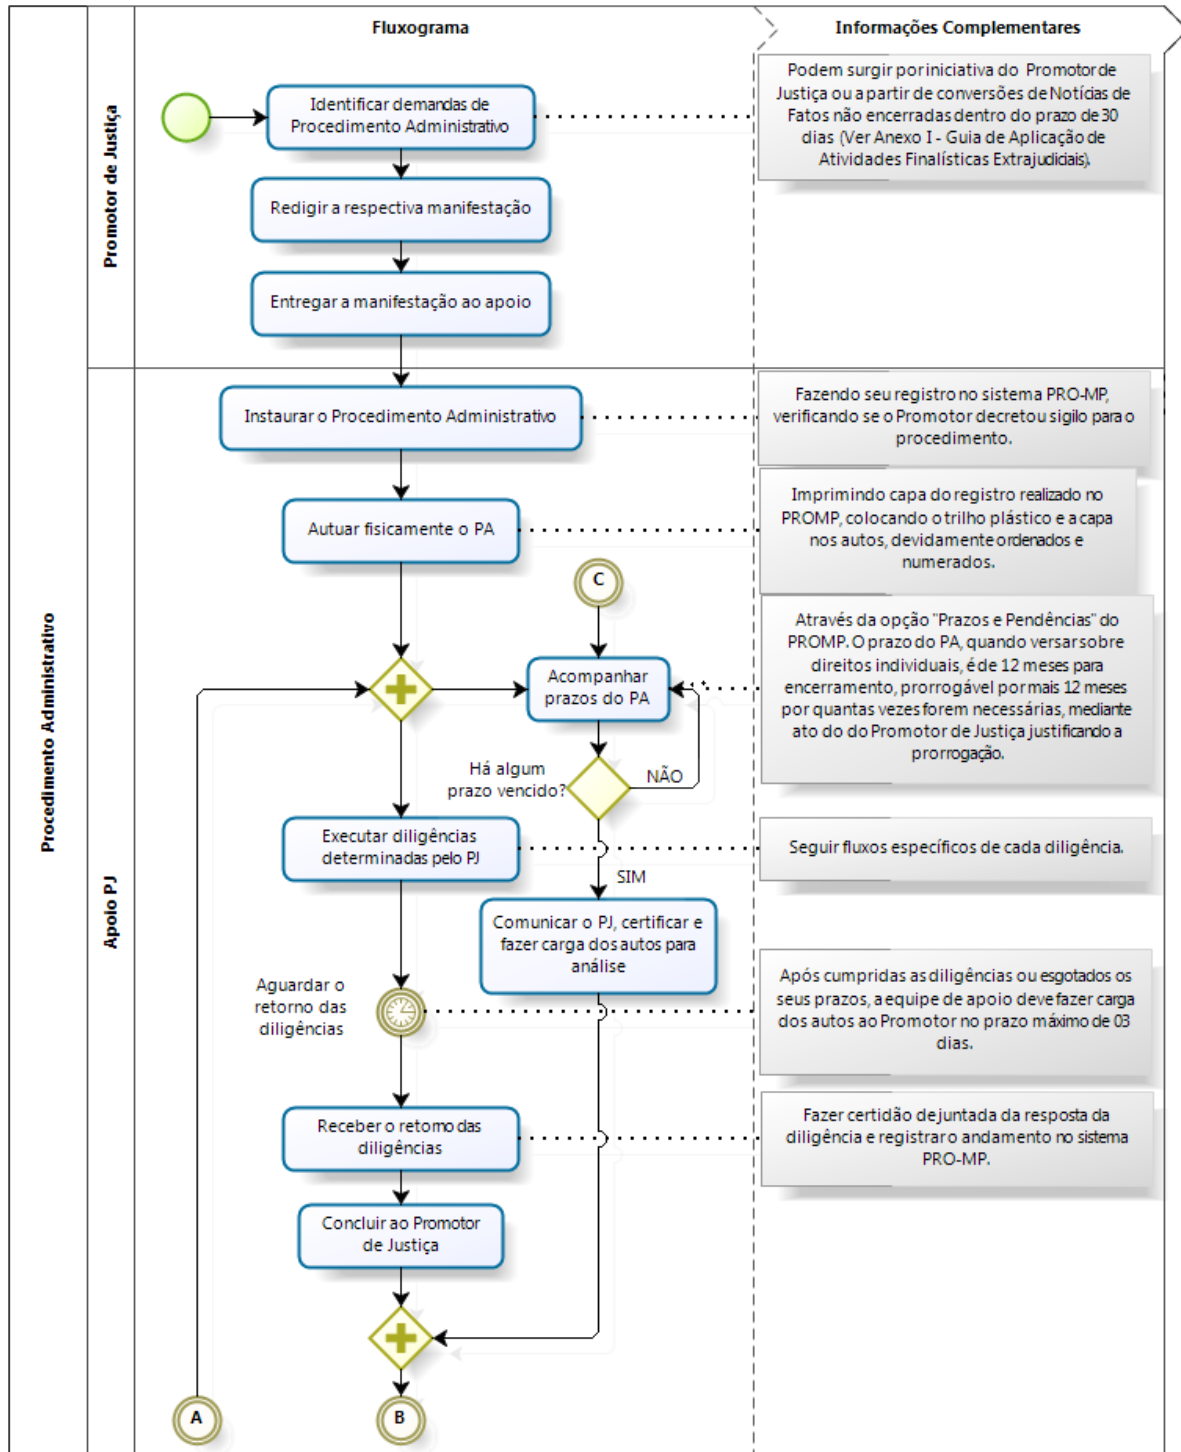 Fluxograma
Informações Complementares
Procedimento Administrativo
Promotor de Justiça
Identificar demandas de
Procedimento Administrativo
Podem surgir por iniciativa do Promotor de
Justiça ou a partir de conversões de Notícias de
Fatos não encerradas dentro do prazo de 30
dias (Ver Anexo I - Guia de Aplicação de
Atividades Finalísticas Extrajudiciais).
Redigir a respectiva manifestação
Entregar a manifestação ao apoio
Apoio PJ
Instaurar o Procedimento Administrativo
Fazendo seu registro no sistema PRO-MP,
verificando se o Promotor decretou sigilo para o
procedimento.
Autuar fisicamente o PA
Imprimindo capa do registro realizado no
PROMP, colocando o trilho plástico e a capa
nos autos, devidamente ordenados e
numerados.
C
Acompanhar
prazos do PA
Através da opção "Prazos e Pendências" do
PROMP. O prazo do PA, quando versar sobre
direitos individuais, é de 12 meses para
encerramento, prorrogável por mais 12 meses
por quantas vezes forem necessárias, mediante
ato do do Promotor de Justiça justificando a
prorrogação.
Há algum
prazo vencido?
NÃO
SIM
Executar diligências
determinadas pelo PJ
Seguir fluxos específicos de cada diligência.
Comunicar o PJ, certificar e
fazer carga dos autos para
análise
Aguardar o
retorno das
diligências
Após cumpridas as diligências ou esgotados os
seus prazos, a equipe de apoio deve fazer carga
dos autos ao Promotor no prazo máximo de 03
dias.
Receber o retorno das
diligências
Fazer certidão de juntada da resposta da
diligência e registrar o andamento no sistema
PRO-MP.
Concluir ao Promotor
de Justiça
A
B